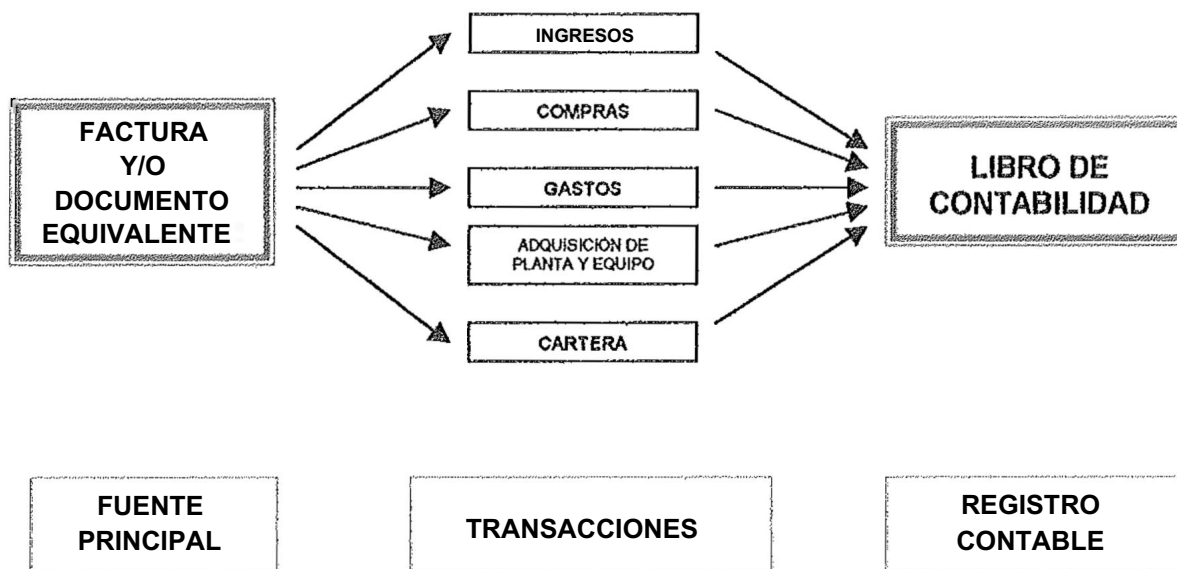 FACTURA
Y/O
DOCUMENTO
EQUIVALENTE
INGRESOS
COMPRAS
GASTOS
ADQUISICIÓN DE
PLANTA Y EQUIPO
CARTERA
LIBRO DE
CONTABILIDAD
FUENTE
PRINCIPAL
TRANSACCIONES
REGISTRO
CONTABLE